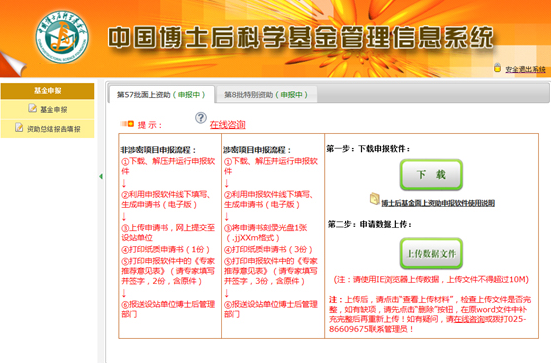 中国博士后科学基金管理信息系统
安全退出系统
基金申报
基金申报
资助总结报告填报
第57批面上资助（申报中）
第8批特别资助（申报中）
提 示：
在线咨询
非涉密项目申报流程：
①下载、解压并运行申报软
件
↓
②利用申报软件线下填写、
生成申请书（电子版）
↓
③上传申请书，网上提交至
设站单位
④打印纸质申请书（1份）
⑤打印申报软件中的《专家
推荐意见表》（请专家填写
并签字，2份，含原件）
↓
⑥报送设站单位博士后管理
部门
涉密项目申报流程：
①下载、解压并运行申报软
件
↓
②利用申报软件线下填写、
生成申请书（电子版）
↓
③将申请书刻录光盘1张
（.jjXXm格式）
④打印纸质申请书（3份）
⑤打印申报软件中的《专家
推荐意见表》（请专家填写
并签字，3份，含原件）
↓
⑥报送设站单位博士后管理
部门
第一步：下载申报软件：
下 载
博士后基金面上资助申报软件使用说明
第二步：申请数据上传：
上传数据文件
(注：请使用IE浏览器上传数据，上传文件不得超过10M)
注：上传后，请点击“查看上传材料”，检查上传文件是否完
整，如有缺项，请先点击“删除”按钮，在原word文件中补
充完整后再重新上传！如有疑问，请在线咨询或拨打025-
86609675联系管理员！